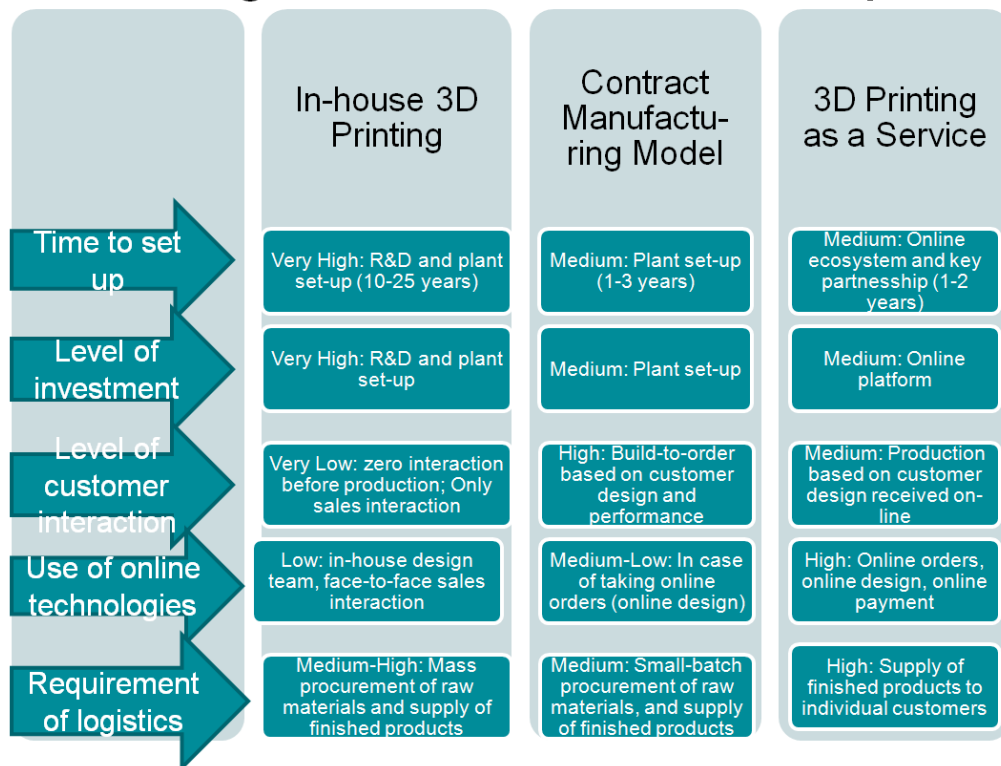 In-house 3D
Printing
Contract
Manufactu-
ring Model
3D Printing
as a Service
Time to set
up
Very High: R&D and plant
set-up (10-25 years)
Medium: Plant set-up
(1-3 years)
Medium: Online
ecosystem and key
partnesship (1-2
years)
Level of
investment
Very High: R&D and plant
set-up
Medium: Plant set-up
Medium: Online
platform
Level of
customer
interaction
Very Low: zero interaction
before production; Only
sales interaction
High: Build-to-order
based on customer
design and
performance
Medium: Production
based on customer
design received on-
line
Use of online
technologies
Low: in-house design
team, face-to-face sales
interaction
Medium-Low: In case
of taking online
orders (online design)
High: Online orders,
online design, online
payment
Requirement
of logistics
Medium-High: Mass
procurement of raw
materials and supply of
finished products
Medium: Small-batch
procurement of raw
materials, and supply
of finished products
High: Supply of
finished products to
individual customers